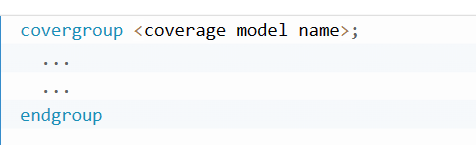 covergroup <coverage model name>;
...
...
endgroup